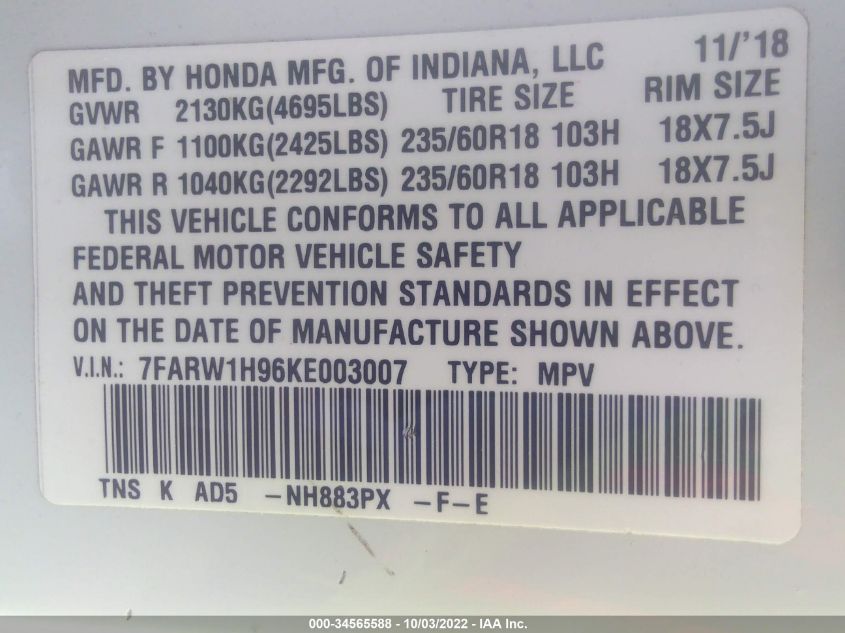 MFD. BY HONDA MFG. OF INDIANA, LLC 11/'18
GVWR 2130KG(4695LBS) TIRE SIZE RIM SIZE
GAWR F 1100KG(2425LBS) 235/60R18 103H 18X7.5J
GAWR R 1040KG(2292LBS) 235/60R18 103H 18X7.5J
THIS VEHICLE CONFORMS TO ALL APPLICABLE
FEDERAL MOTOR VEHICLE SAFETY
AND THEFT PREVENTION STANDARDS IN EFFECT
ON THE DATE OF MANUFACTURE SHOWN ABOVE.
V.I.N.: 7FARW1H96KE003007 TYPE: MPV
TNS K AD5 -NH883PX -F-E
000-34565588 - 10/03/2022 - IAA Inc.